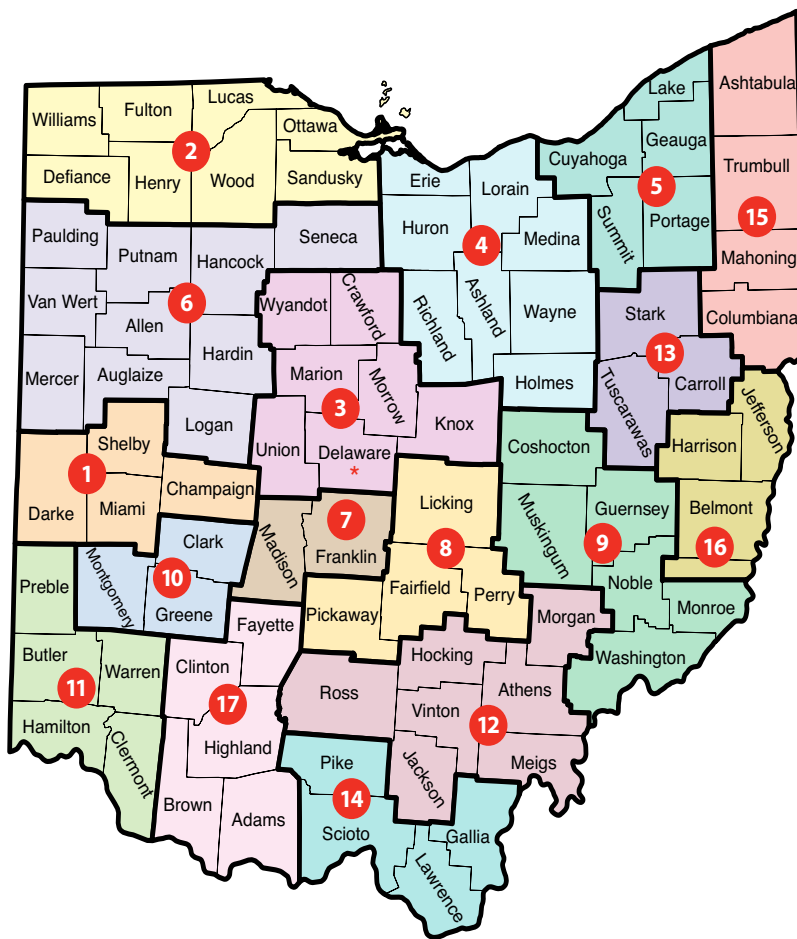 Ashtabula
Lake
Lucas
Fulton
Williams
Ottawa
Geauga
Cuyahoga
2
Defiance
Henry
Wood
Sandusky
Erie
Lorain
Trumbull
5
Summit
Portage
15
Paulding
Putnam
Hancock
Seneca
Huron
4
Medina
Mahoning
Van Wert
6
Allen
Wyandot
Crawford
Richland
Ashland
Wayne
Stark
Columbiana
Hardin
13
Mercer
Auglaize
Marion
Morrow
3
Holmes
Tuscarawas
Carroll
Jefferson
Logan
Shelby
Union
Delaware
*
Knox
Coshocton
Harrison
1
Darke
Miami
Champaign
Licking
Muskingum
Guernsey
Belmont
7
Madison
Franklin
Clark
8
9
16
Montgomery
10
Greene
Fairfield
Perry
Noble
Monroe
Preble
Pickaway
Fayette
Morgan
Washington
Hocking
Butler
Warren
Clinton
11
17
Ross
Athens
Vinton
12
Hamilton
Clermont
Highland
Pike
Jackson
Meigs
14
Brown
Adams
Scioto
Gallia
Lawrence